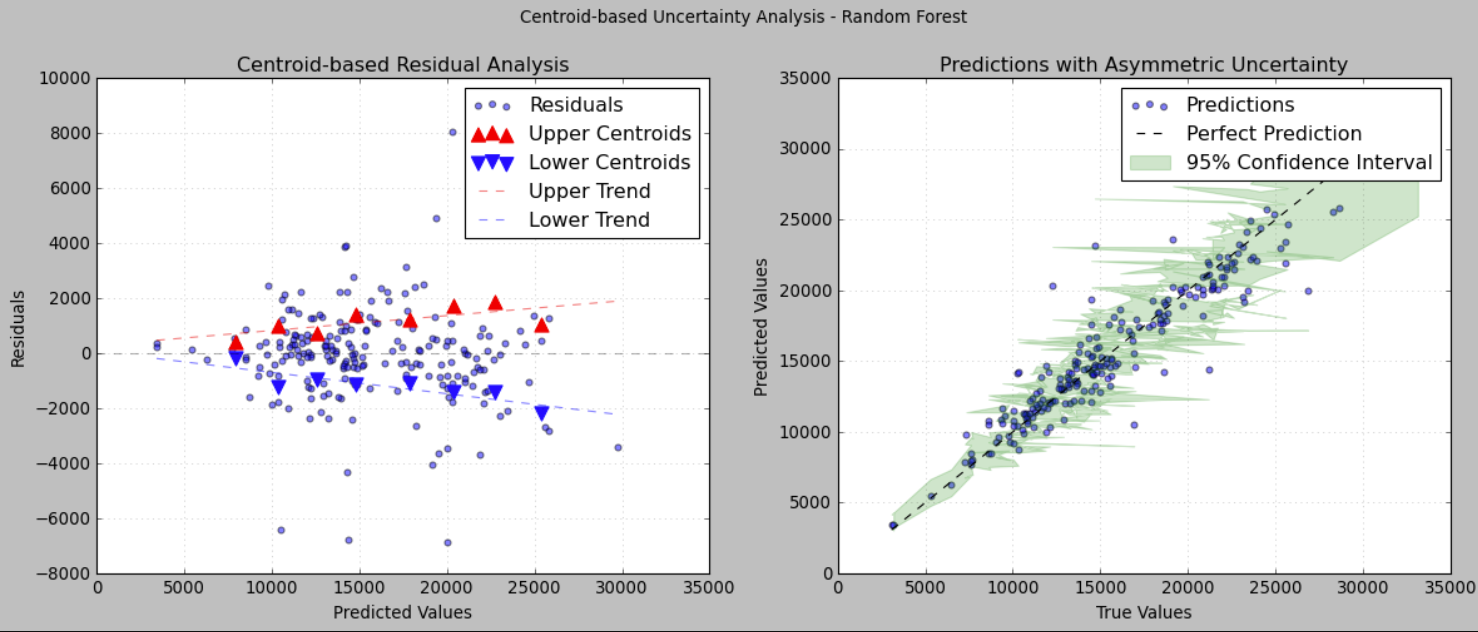 Centroid-based Uncertainty Analysis - Random Forest
Centroid-based Residual Analysis
Residuals
Upper Centroids
Lower Centroids
Upper Trend
Lower Trend
10000
8000
6000
4000
2000
0
−2000
−4000
−6000
−8000
Residuals
0
5000
10000
15000
20000
25000
30000
35000
Predicted Values
Predictions with Asymmetric Uncertainty
Predictions
Perfect Prediction
95% Confidence Interval
35000
30000
25000
20000
15000
10000
5000
0
Predicted Values
0
5000
10000
15000
20000
25000
30000
35000
True Values